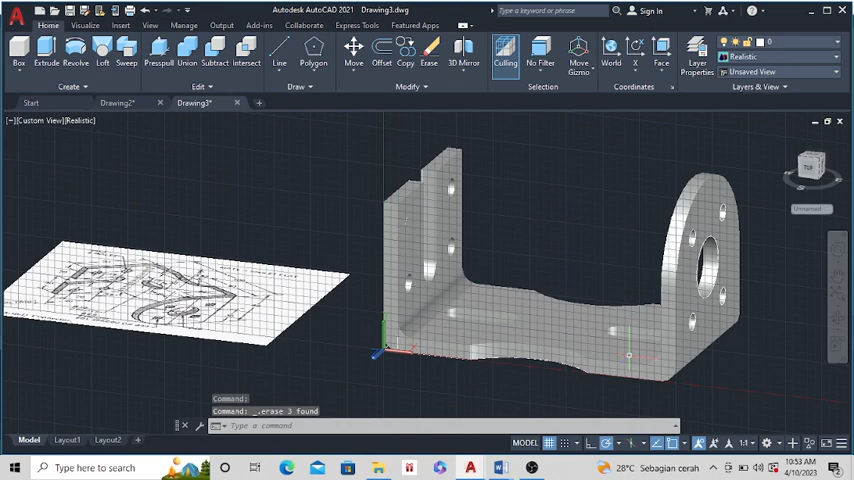 Autodesk AutoCAD 2021 Drawing3.dwg
Type a keyword or phrase
Sign In
Home Visualize Insert View Manage Output Add-ins Collaborate Express Tools Featured Apps
Box Extrude Revolve Loft Sweep
Presspull Union Subtract Intersect
Line Polygon
Move Offset Copy Erase 3D Mirror
Culling No Filter Move Gizmo
World X Face
Layer Properties
0
Realistic
Unsaved View
Create Edit Draw Modify Selection Coordinates Layers & View
Start Drawing2* Drawing3*
[−][Custom View][Realistic]
TOP
Unnamed
Command:
Command: _.erase 3 found
Type a command
Model Layout1 Layout2
MODEL
1:1
Type here to search
28°C Sebagian cerah
10:53 AM
4/10/2023
2